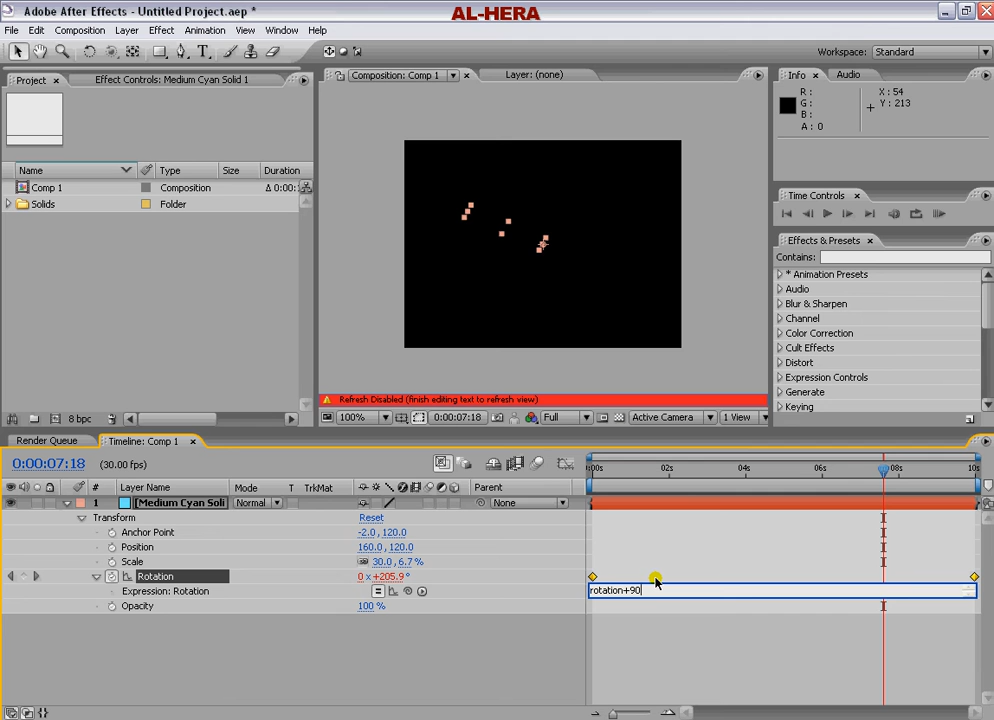 Adobe After Effects - Untitled Project.aep *
AL-HERA
File Edit Composition Layer Effect Animation View Window Help
Workspace: Standard
Project × Effect Controls: Medium Cyan Solid 1
Name Type Size Duration
Comp 1 Composition Δ 0:00:
Solids Folder
8 bpc
Composition: Comp 1 × Layer: (none)
Refresh Disabled (finish editing text to refresh view)
100% 0:00:07:18 Full Active Camera 1 View
Info × Audio
R :
G :
B :
A : 0
X : 54
Y : 213
Time Controls ×
Effects & Presets ×
Contains:
* Animation Presets
Audio
Blur & Sharpen
Channel
Color Correction
Cult Effects
Distort
Expression Controls
Generate
Keying
Render Queue Timeline: Comp 1 ×
0:00:07:18 (30.00 fps)
:00s 02s 04s 06s 08s 10s
# Layer Name Mode T TrkMat Parent
1 [Medium Cyan Soli Normal None
Transform Reset
Anchor Point -2.0, 120.0
Position 160.0, 120.0
Scale 30.0, 6.7 %
Rotation 0 x +205.9 °
Expression: Rotation rotation+90
Opacity 100 %